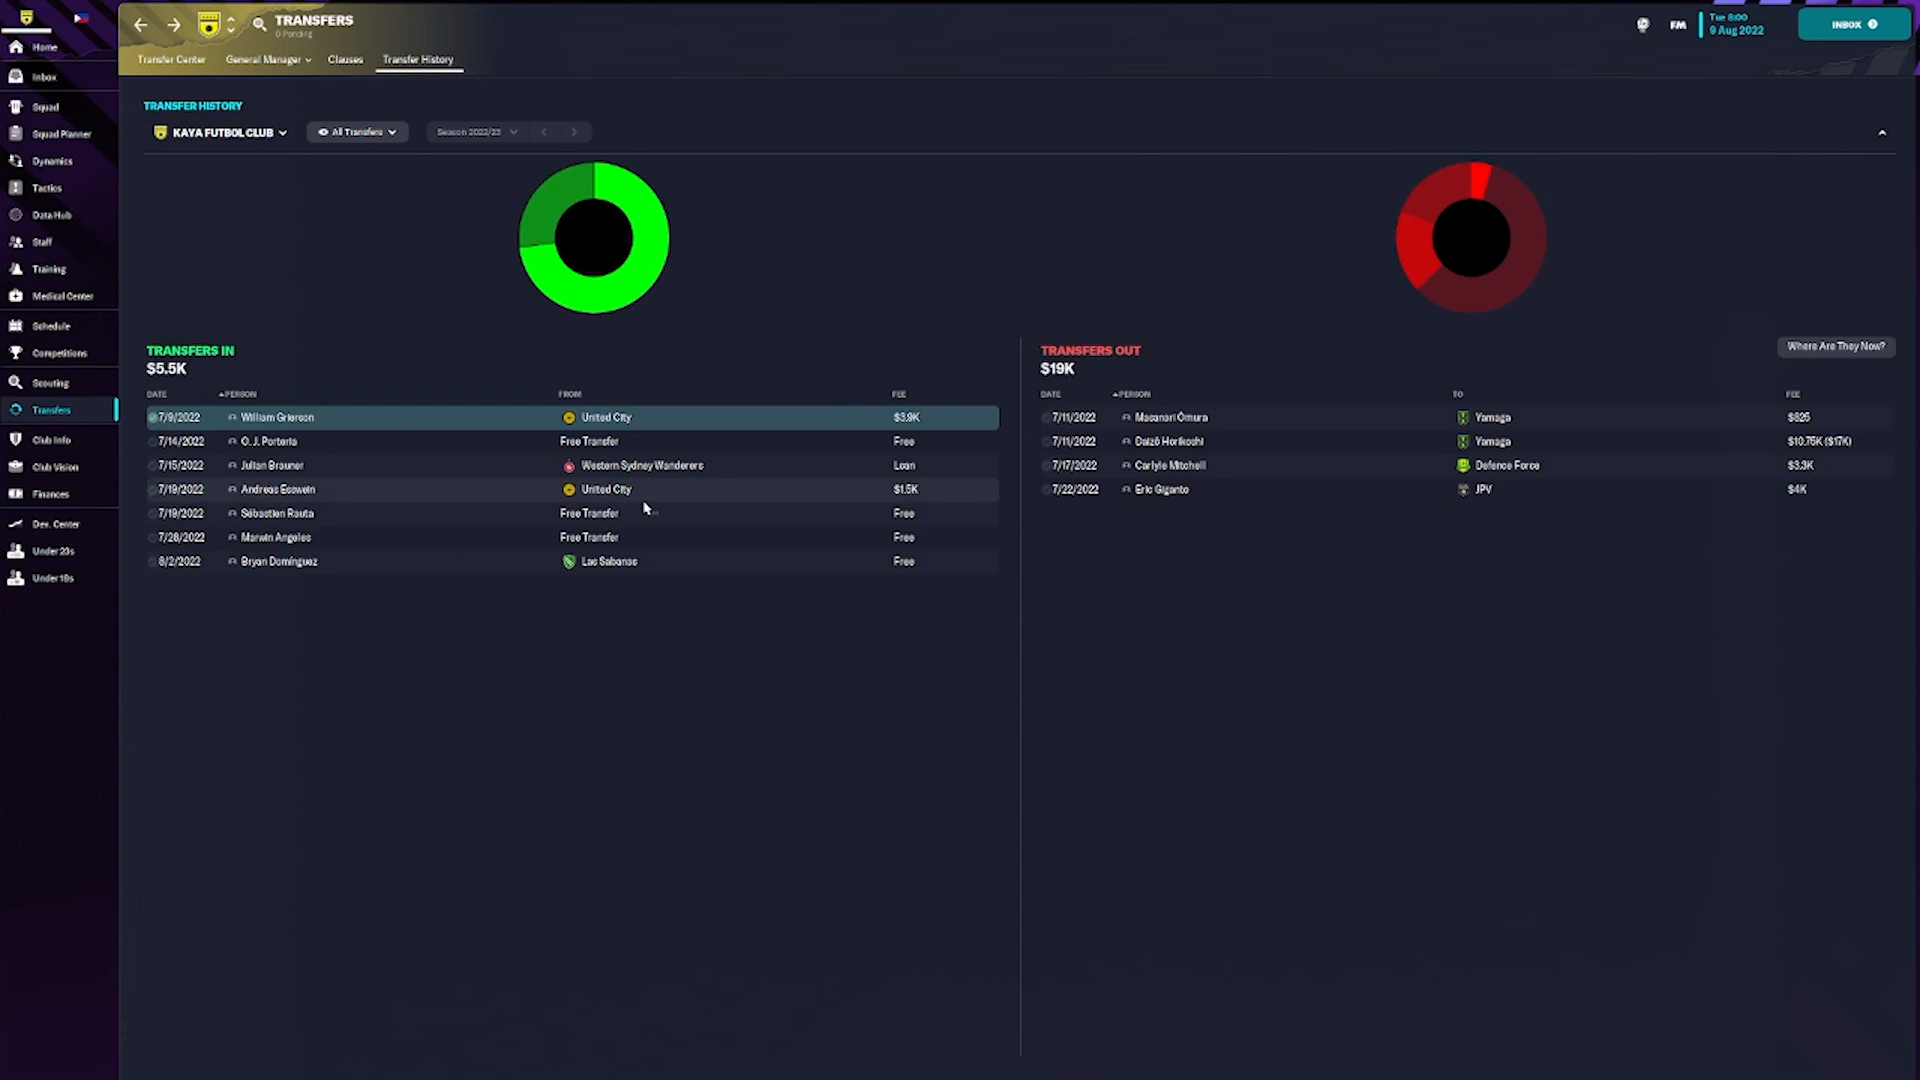 TRANSFERS
0 Pending
FM
Tue 8:00
9 Aug 2022
INBOX
Transfer Center
General Manager
Clauses
Transfer History
Home
Inbox
Squad
Squad Planner
Dynamics
Tactics
Data Hub
Staff
Training
Medical Center
Schedule
Competitions
Scouting
Transfers
Club Info
Club Vision
Finances
Dev. Center
Under 23s
Under 18s
TRANSFER HISTORY
KAYA FUTBOL CLUB
All Transfers
Season 2022/23
TRANSFERS IN
$5.5K
DATE PERSON FROM FEE
7/9/2022 William Grierson United City $3.9K
7/14/2022 O. J. Porteria Free Transfer Free
7/15/2022 Julian Brauner Western Sydney Wanderers Loan
7/19/2022 Andreas Esswein United City $1.5K
7/19/2022 Sébastien Rauta Free Transfer Free
7/28/2022 Marwin Angeles Free Transfer Free
8/2/2022 Bryan Domínguez Las Sabanas Free
TRANSFERS OUT
$19K
Where Are They Now?
DATE PERSON TO FEE
7/11/2022 Masanari Ōmura Yamaga $825
7/11/2022 Daizō Horikoshi Yamaga $10.75K ($17K)
7/17/2022 Carlyle Mitchell Defence Force $3.3K
7/22/2022 Eric Giganto JPV $4K